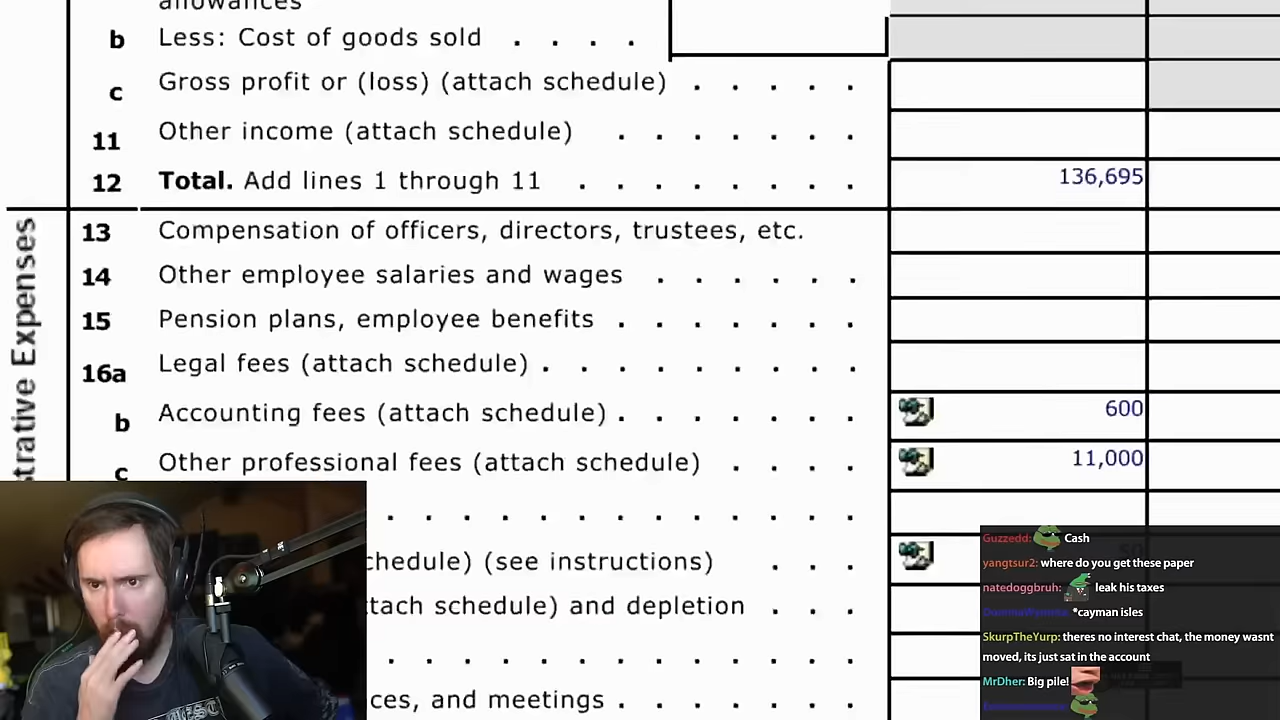 allowances
b Less: Cost of goods sold . . . .
c Gross profit or (loss) (attach schedule) . . . . .
11 Other income (attach schedule) . . . . . . .
12 Total. Add lines 1 through 11 . . . . . . . . 136,695
13 Compensation of officers, directors, trustees, etc.
14 Other employee salaries and wages . . . . . .
15 Pension plans, employee benefits . . . . . . .
16a Legal fees (attach schedule) . . . . . . . . .
b Accounting fees (attach schedule) . . . . . . . 600
c Other professional fees (attach schedule) . . . . 11,000
. . . . . . . . . . . . .
chedule) (see instructions) . . .
tach schedule) and depletion . . .
. . . . . . . . . . . . .
ces, and meetings . . . . . . .
strative Expenses
Guzzedd: Cash
yangtsur2: where do you get these paper
natedoggbruh: leak his taxes
*cayman isles
SkurpTheYurp: theres no interest chat, the money wasnt
moved, its just sat in the account
MrDher: Big pile!